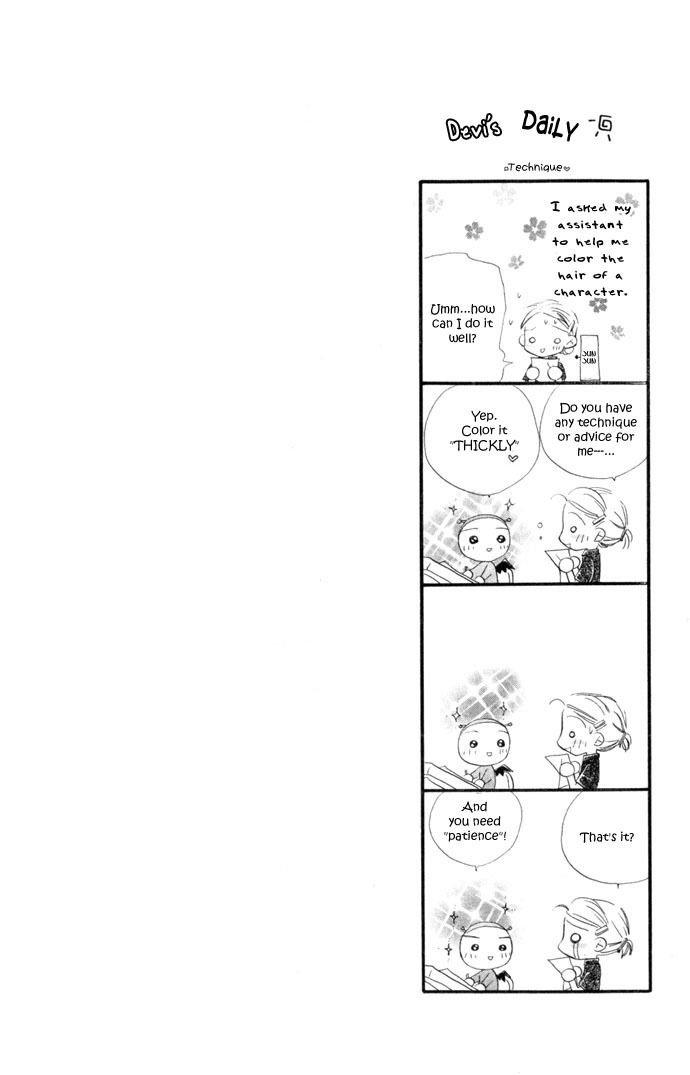 Devi's Daily
Technique
I asked my
assistant
to help me
color the
hair of a
character.
Umm...how
can I do it
well?
SUN
SUN
Do you have
any technique
or advice for
me---...
Yep.
Color it
"THICKLY"
That's it?
And
you need
"patience"!